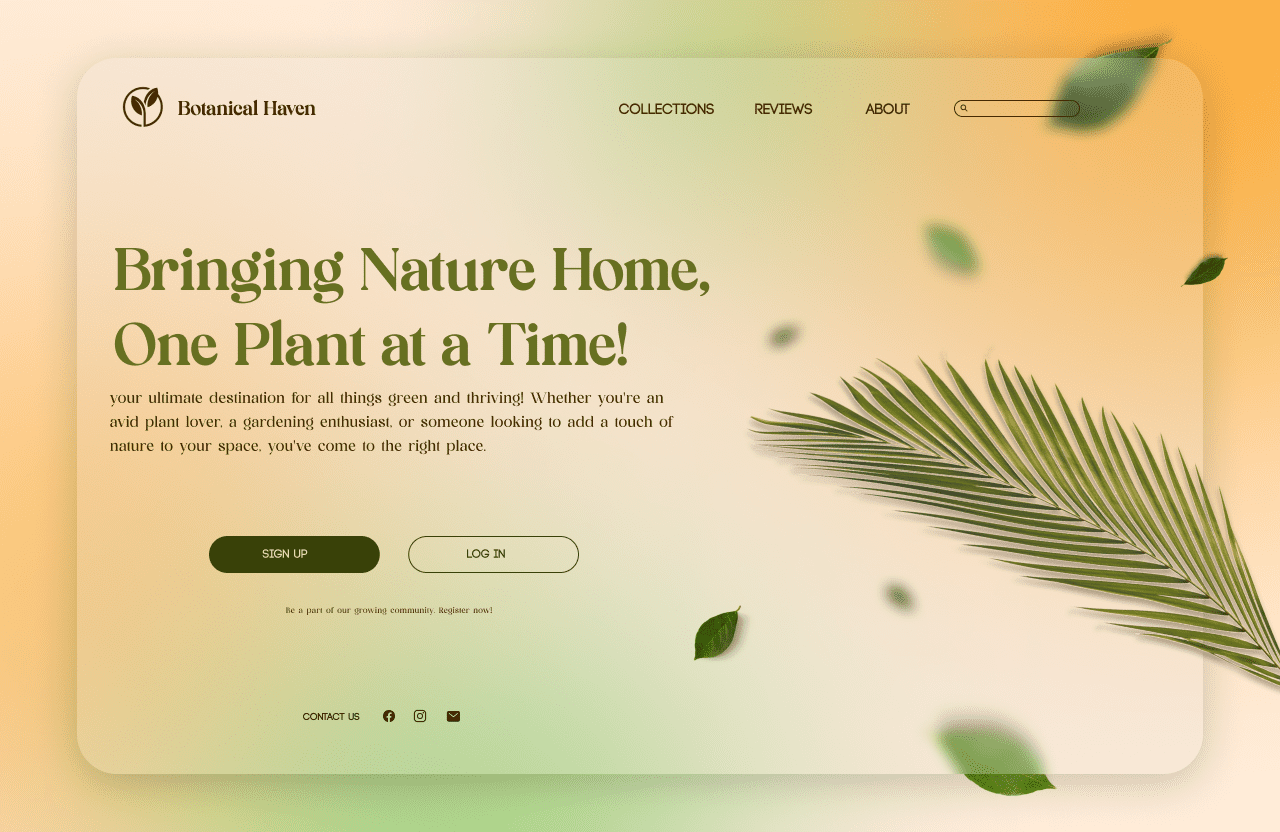 Botanical Haven
COLLECTIONS REVIEWS ABOUT
Bringing Nature Home,
One Plant at a Time!
your ultimate destination for all things green and thriving! Whether you're an
avid plant lover, a gardening enthusiast, or someone looking to add a touch of
nature to your space, you've come to the right place.
SIGN UP LOG IN
Be a part of our growing community. Register now!
CONTACT US